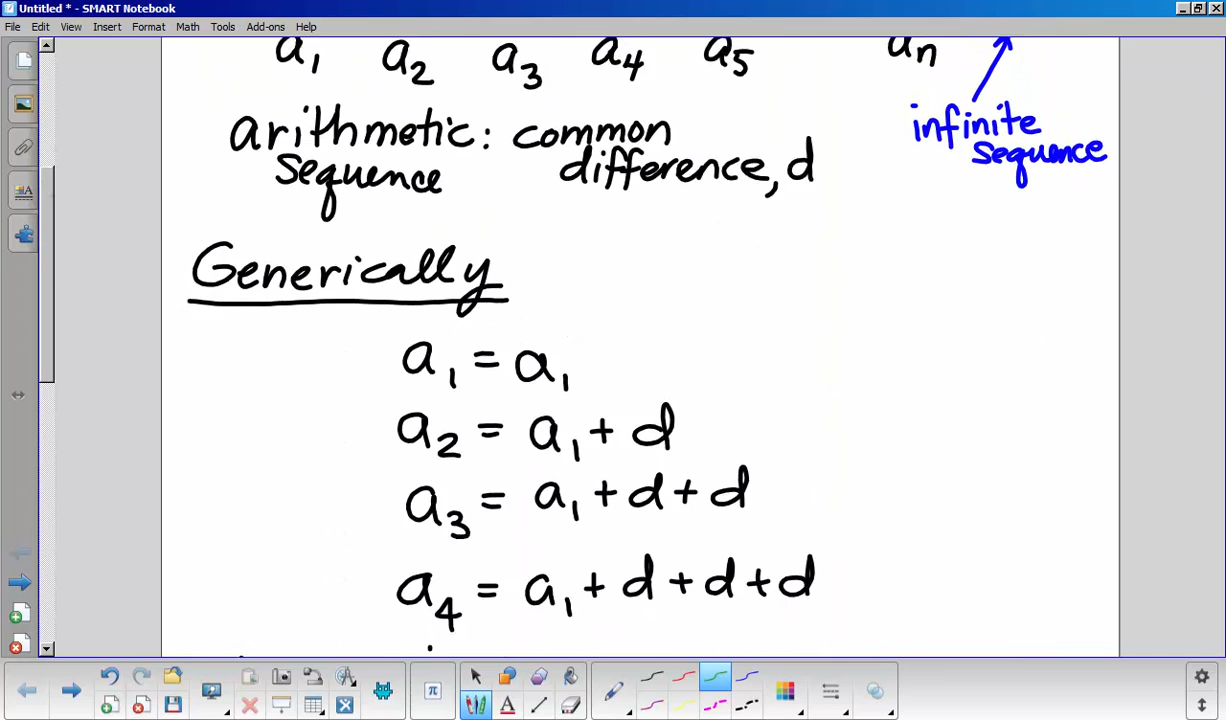 Untitled * - SMART Notebook
File Edit View Insert Format Math Tools Add-ons Help
a₁ a₂ a₃ a₄ a₅ aₙ
infinite
sequence
arithmetic: common
sequence difference, d
Generically
a₁ = a₁
a₂ = a₁ + d
a₃ = a₁ + d + d
a₄ = a₁ + d + d + d